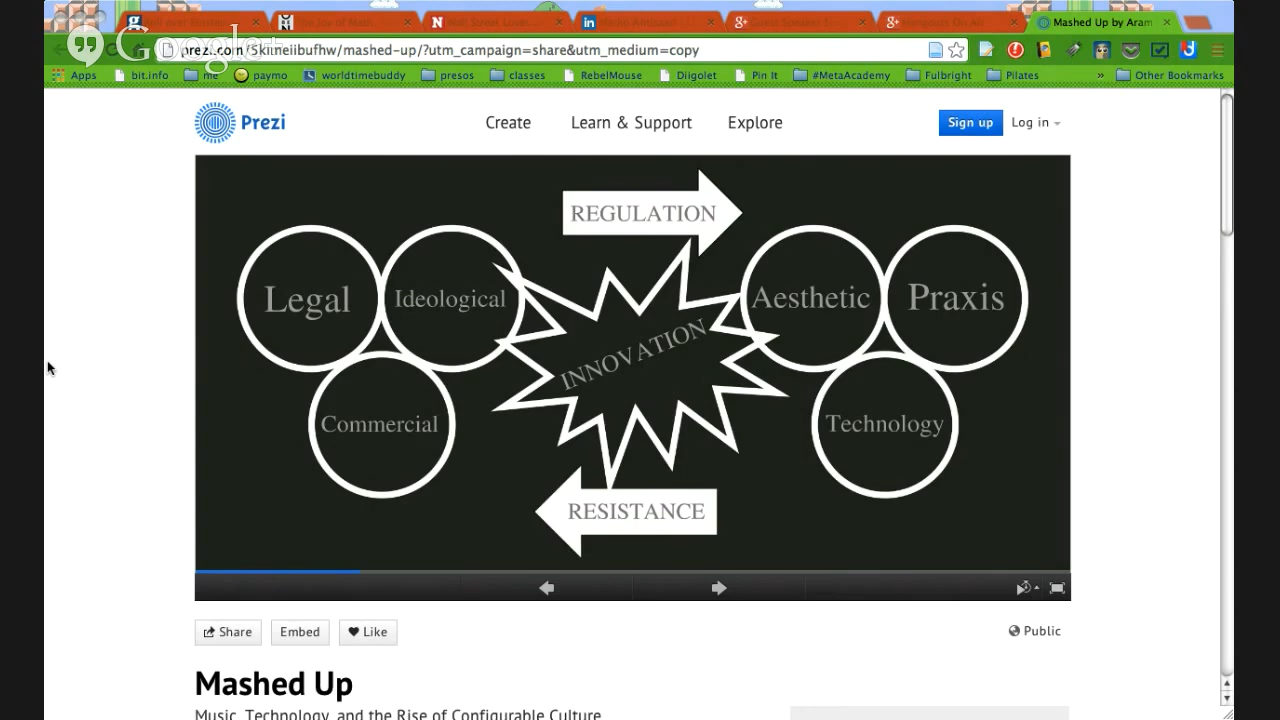 Google+
Mashed Up by Aram
/mashed-up/?utm_campaign=share&utm_medium=copy
Apps bit.info me paymo worldtimebuddy presos classes RebelMouse Diigolet Pin It #MetaAcademy Fulbright Pilates » Other Bookmarks
Prezi Create Learn & Support Explore Sign up Log in
REGULATION
Legal Ideological Aesthetic Praxis
INNOVATION
Commercial Technology
RESISTANCE
Share Embed Like Public
Mashed Up
Music, Technology, and the Rise of Configurable Culture